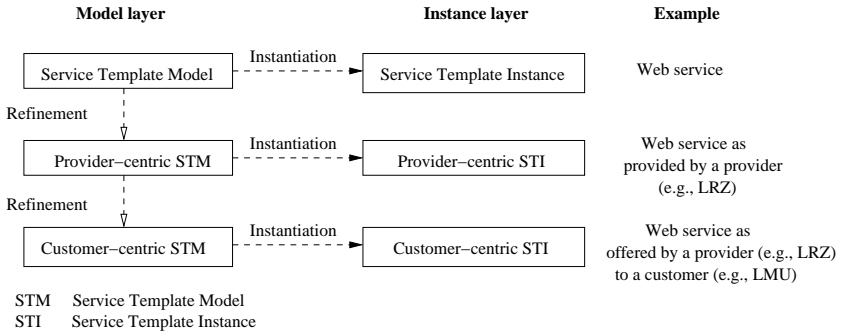 Model layer
Instance layer
Example
Service Template Model
Instantiation
Service Template Instance
Web service
Refinement
Provider−centric STM
Instantiation
Provider−centric STI
Web service as
provided by a provider
(e.g., LRZ)
Refinement
Customer−centric STM
Instantiation
Customer−centric STI
Web service as
offered by a provider (e.g., LRZ)
to a customer (e.g., LMU)
STM Service Template Model
STI Service Template Instance